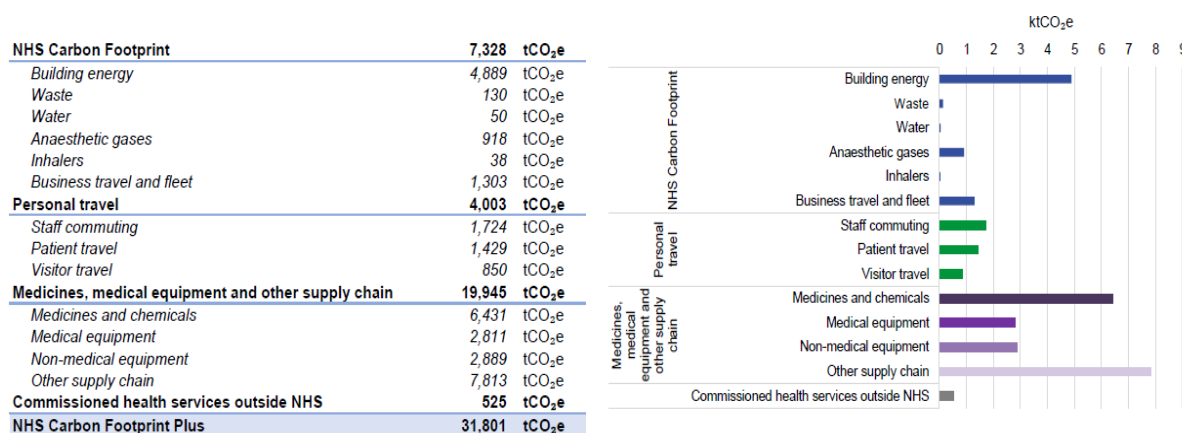 NHS Carbon Footprint 7,328 tCO₂e
Building energy 4,889 tCO₂e
Waste 130 tCO₂e
Water 50 tCO₂e
Anaesthetic gases 918 tCO₂e
Inhalers 38 tCO₂e
Business travel and fleet 1,303 tCO₂e
Personal travel 4,003 tCO₂e
Staff commuting 1,724 tCO₂e
Patient travel 1,429 tCO₂e
Visitor travel 850 tCO₂e
Medicines, medical equipment and other supply chain 19,945 tCO₂e
Medicines and chemicals 6,431 tCO₂e
Medical equipment 2,811 tCO₂e
Non-medical equipment 2,889 tCO₂e
Other supply chain 7,813 tCO₂e
Commissioned health services outside NHS 525 tCO₂e
NHS Carbon Footprint Plus 31,801 tCO₂e
ktCO₂e
0 1 2 3 4 5 6 7 8 9
NHS Carbon Footprint
Building energy
Waste
Water
Anaesthetic gases
Inhalers
Business travel and fleet
Personal
travel
Staff commuting
Patient travel
Visitor travel
Medicines,
medical
equipment and
other supply
chain
Medicines and chemicals
Medical equipment
Non-medical equipment
Other supply chain
Commissioned health services outside NHS